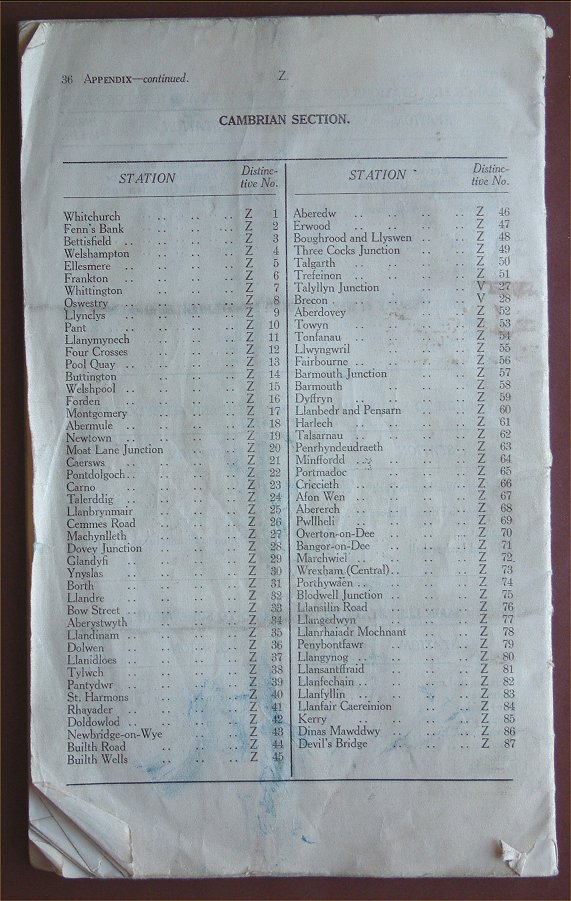 36 APPENDIX—continued. Z.
CAMBRIAN SECTION.
STATION Distinc-tive No.
Whitchurch .. .. .. Z 1
Fenn's Bank .. .. .. Z 2
Bettisfield .. .. .. .. Z 3
Welshampton .. .. .. Z 4
Ellesmere .. .. .. .. Z 5
Frankton .. .. .. Z 6
Whittington .. .. .. Z 7
Oswestry .. .. .. Z 8
Llynclys .. .. .. Z 9
Pant .. .. .. .. Z 10
Llanymynech .. .. .. Z 11
Four Crosses .. .. .. Z 12
Pool Quay .. .. .. .. Z 13
Buttington .. .. .. Z 14
Welshpool .. .. .. .. Z 15
Forden .. .. .. Z 16
Montgomery .. .. .. Z 17
Abermule .. .. .. Z 18
Newtown .. .. .. Z 19
Moat Lane Junction .. .. Z 20
Caersws .. .. .. Z 21
Pontdolgoch .. .. .. .. Z 22
Carno .. .. .. Z 23
Talerddig .. .. .. .. Z 24
Llanbrynmair .. .. .. Z 25
Cemmes Road .. .. .. Z 26
Machynlleth .. .. .. Z 27
Dovey Junction .. .. .. Z 28
Glandyfi .. .. .. Z 29
Ynyslas .. .. .. Z 30
Borth .. .. .. .. Z 31
Llandre .. .. .. Z 32
Bow Street .. .. .. Z 33
Aberystwyth .. .. .. Z 34
Llandinam .. .. .. Z 35
Dolwen .. .. .. Z 36
Llanidloes .. .. .. .. Z 37
Tylwch .. .. .. Z 38
Pantydwr .. .. .. .. Z 39
St. Harmons .. .. .. Z 40
Rhayader .. .. .. .. Z 41
Doldowlod .. .. .. .. Z 42
Newbridge-on-Wye .. .. Z 43
Builth Road .. .. .. Z 44
Builth Wells .. .. .. Z 45
STATION Distinc-tive No.
Aberedw .. .. .. .. Z 46
Erwood .. .. .. .. Z 47
Boughrood and Llyswen .. .. Z 48
Three Cocks Junction .. .. Z 49
Talgarth .. .. .. .. Z 50
Trefeinon .. .. .. .. Z 51
Talyllyn Junction .. .. V 27
Brecon .. .. .. .. V 28
Aberdovey .. .. .. .. Z 52
Towyn .. .. .. .. Z 53
Tonfanau .. .. .. .. Z 54
Llwyngwril .. .. .. Z 55
Fairbourne .. .. .. .. Z 56
Barmouth Junction .. .. Z 57
Barmouth .. .. .. Z 58
Dyffryn .. .. .. .. Z 59
Llanbedr and Pensarn .. .. Z 60
Harlech .. .. .. .. Z 61
Talsarnau .. .. .. .. Z 62
Penrhyndeudraeth .. .. Z 63
Minffordd .. .. .. Z 64
Portmadoc .. .. .. Z 65
Criccieth .. .. .. .. Z 66
Afon Wen .. .. .. .. Z 67
Abererch .. .. .. .. Z 68
Pwllheli .. .. .. .. Z 69
Overton-on-Dee .. .. .. Z 70
Bangor-on-Dee .. .. .. Z 71
Marchwiel .. .. .. Z 72
Wrexham (Central) .. .. .. Z 73
Porthywaen .. .. .. .. Z 74
Blodwell Junction .. .. .. Z 75
Llansilin Road .. .. .. Z 76
Llangedwyn .. .. .. Z 77
Llanrhaiadr Mochnant .. .. Z 78
Penybontfawr .. .. .. Z 79
Llangynog .. .. .. .. Z 80
Llansantffraid .. .. .. Z 81
Llanfechain .. .. .. .. Z 82
Llanfyllin .. .. .. .. Z 83
Llanfair Caereinion .. .. Z 84
Kerry .. .. .. .. Z 85
Dinas Mawddwy .. .. .. Z 86
Devil's Bridge .. .. .. Z 87